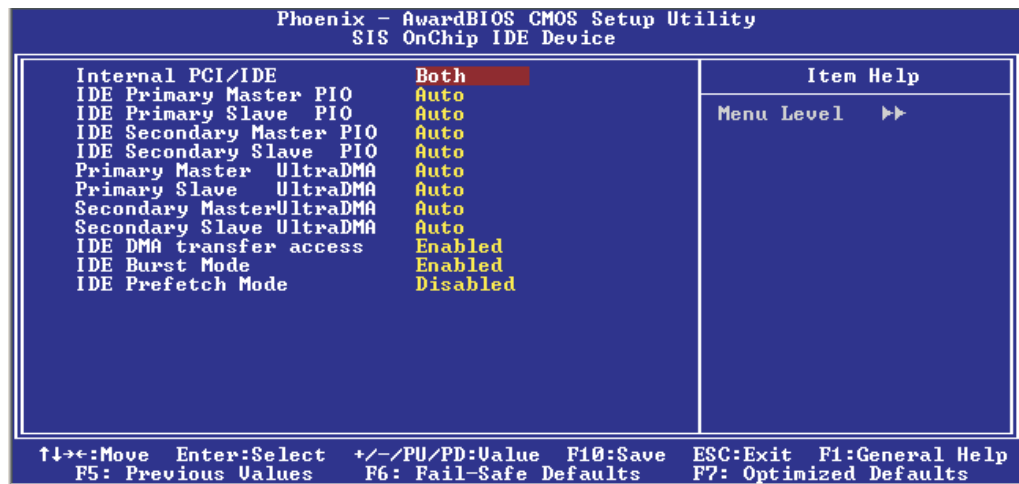 Phoenix - AwardBIOS CMOS Setup Utility
SIS OnChip IDE Device
Internal PCI/IDE Both
IDE Primary Master PIO Auto
IDE Primary Slave PIO Auto
IDE Secondary Master PIO Auto
IDE Secondary Slave PIO Auto
Primary Master UltraDMA Auto
Primary Slave UltraDMA Auto
Secondary MasterUltraDMA Auto
Secondary Slave UltraDMA Auto
IDE DMA transfer access Enabled
IDE Burst Mode Enabled
IDE Prefetch Mode Disabled
Item Help
Menu Level ▶▶
↑↓→←:Move Enter:Select +/-/PU/PD:Value F10:Save ESC:Exit F1:General Help
F5: Previous Values F6: Fail-Safe Defaults F7: Optimized Defaults